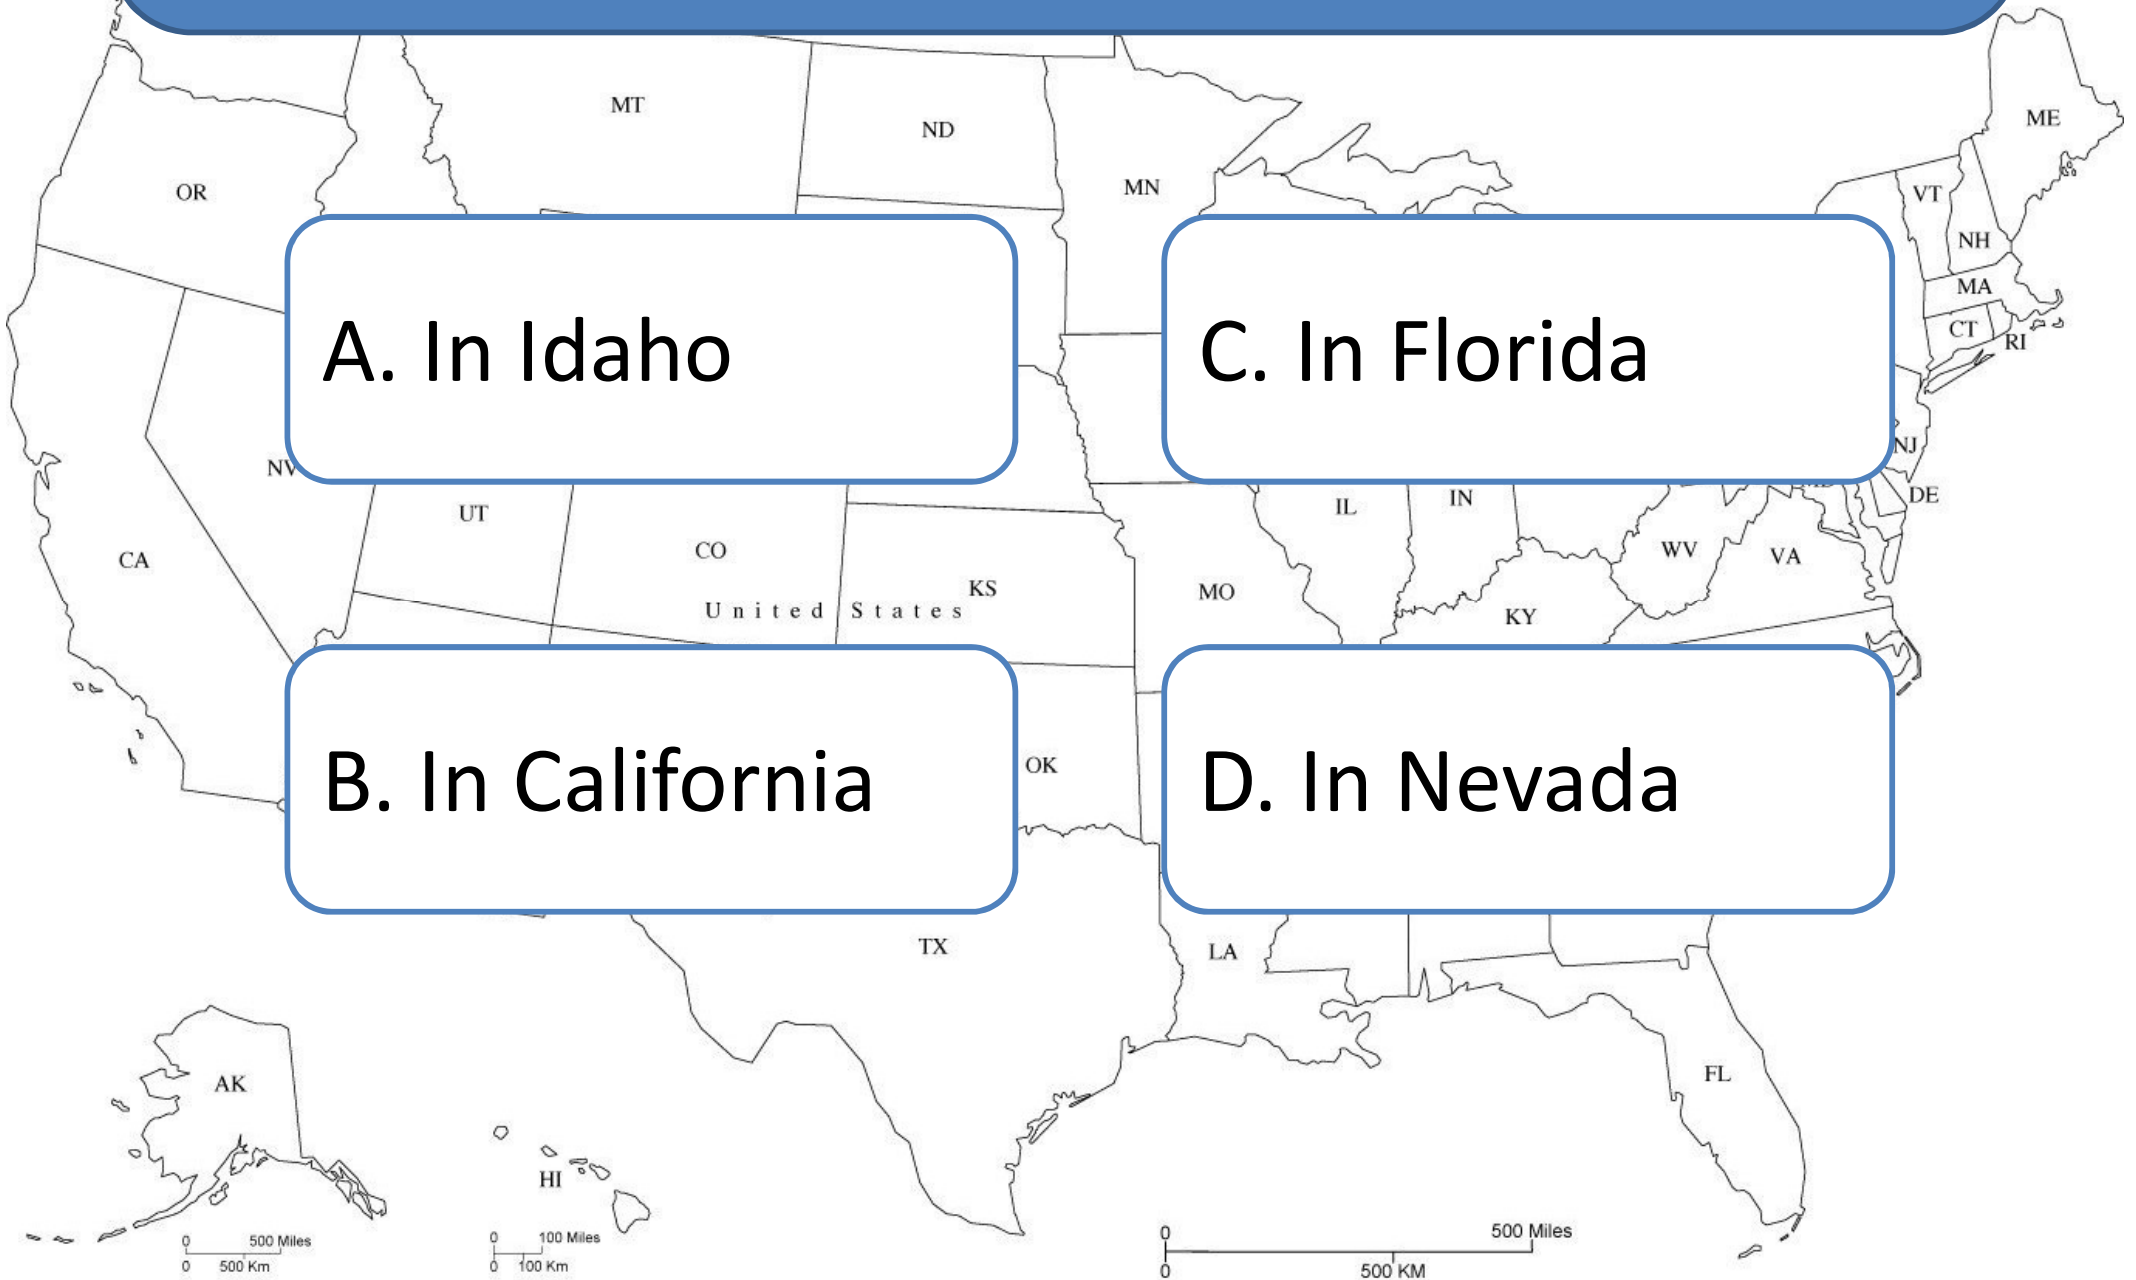 MT
ND
ME
OR
MN
VT
NH
MA
A. In Idaho
C. In Florida
CT
RI
NJ
NV
UT
IL
IN
DE
CO
WV
VA
CA
KS
MO
United States
KY
B. In California
OK
D. In Nevada
TX
LA
FL
AK
HI
0 500 Miles
0 500 Km
0 100 Miles
0 100 Km
0 500 Miles
0 500 KM